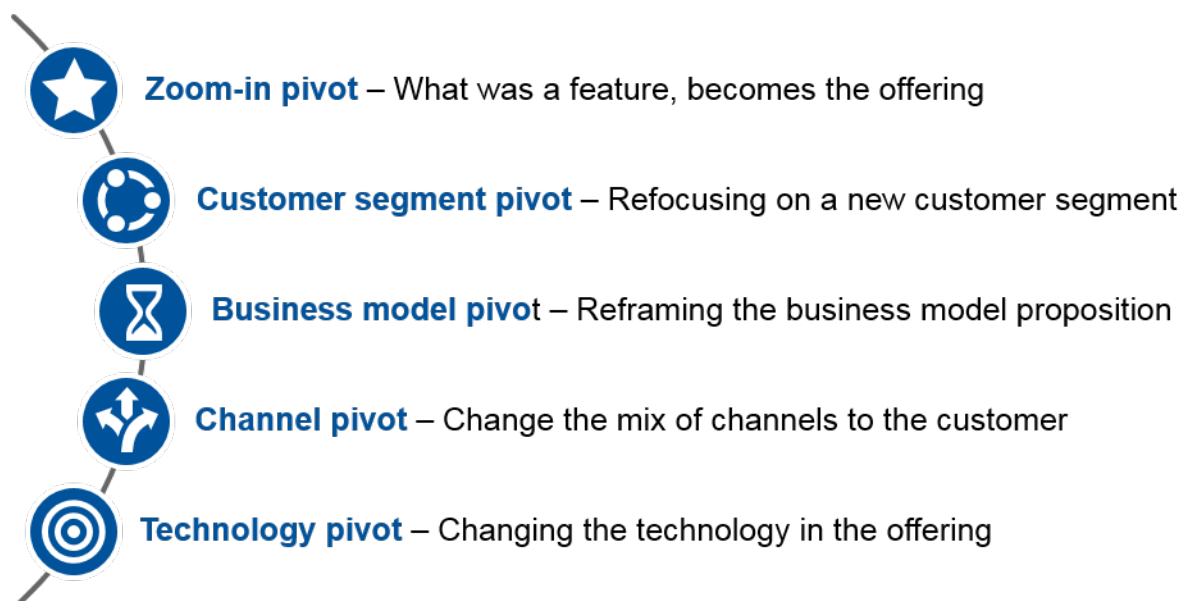 Zoom-in pivot – What was a feature, becomes the offering
Customer segment pivot – Refocusing on a new customer segment
Business model pivot – Reframing the business model proposition
Channel pivot – Change the mix of channels to the customer
Technology pivot – Changing the technology in the offering